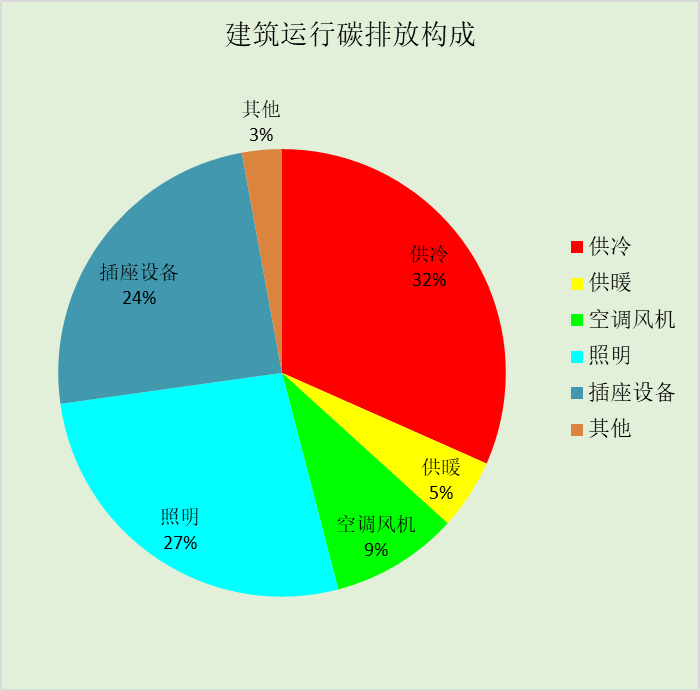 建筑运行碳排放构成
其他
3%
供冷
32%
插座设备
24%
供暖
5%
照明
27%
空调风机
9%
供冷
供暖
空调风机
照明
插座设备
其他